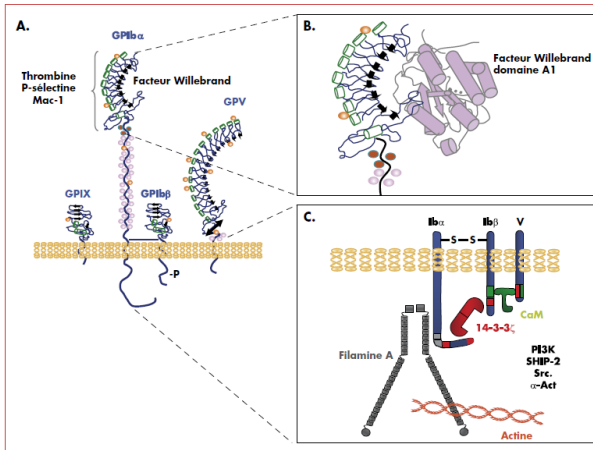 A.
GPIbα
Thrombine
P-sélectine
Mac-1
Facteur Willebrand
GPV
GPIX
GPIbβ
-P
B.
Facteur Willebrand
domaine A1
C.
Ibα
Ibβ
V
S
S
CaM
14-3-3ζ
Filamine A
PI3K
SHIP-2
Src.
α-Act
Actine